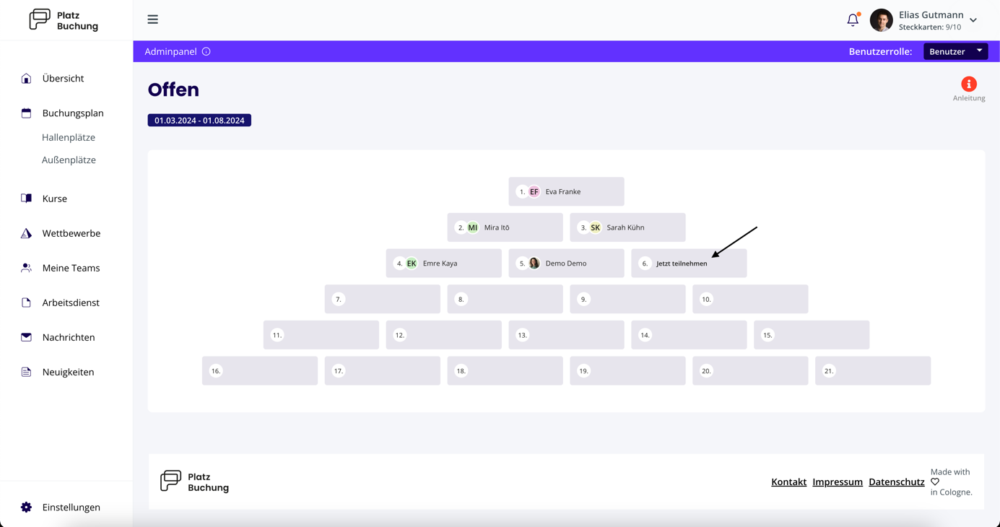 Platz
Buchung
Elias Gutmann
Steckkarten: 9/10
Adminpanel
Benutzerrolle:
Benutzer
Übersicht
Buchungsplan
Hallenplätze
Außenplätze
Kurse
Wettbewerbe
Meine Teams
Arbeitsdienst
Nachrichten
Neuigkeiten
Einstellungen
Offen
Anleitung
01.03.2024 - 01.08.2024
1. EF Eva Franke
2. MI Mira Itō
3. SK Sarah Kühn
4. EK Emre Kaya
5. Demo Demo
6. Jetzt teilnehmen
7.
8.
9.
10.
11.
12.
13.
14.
15.
16.
17.
18.
19.
20.
21.
Platz
Buchung
Kontakt Impressum Datenschutz
Made with
in Cologne.